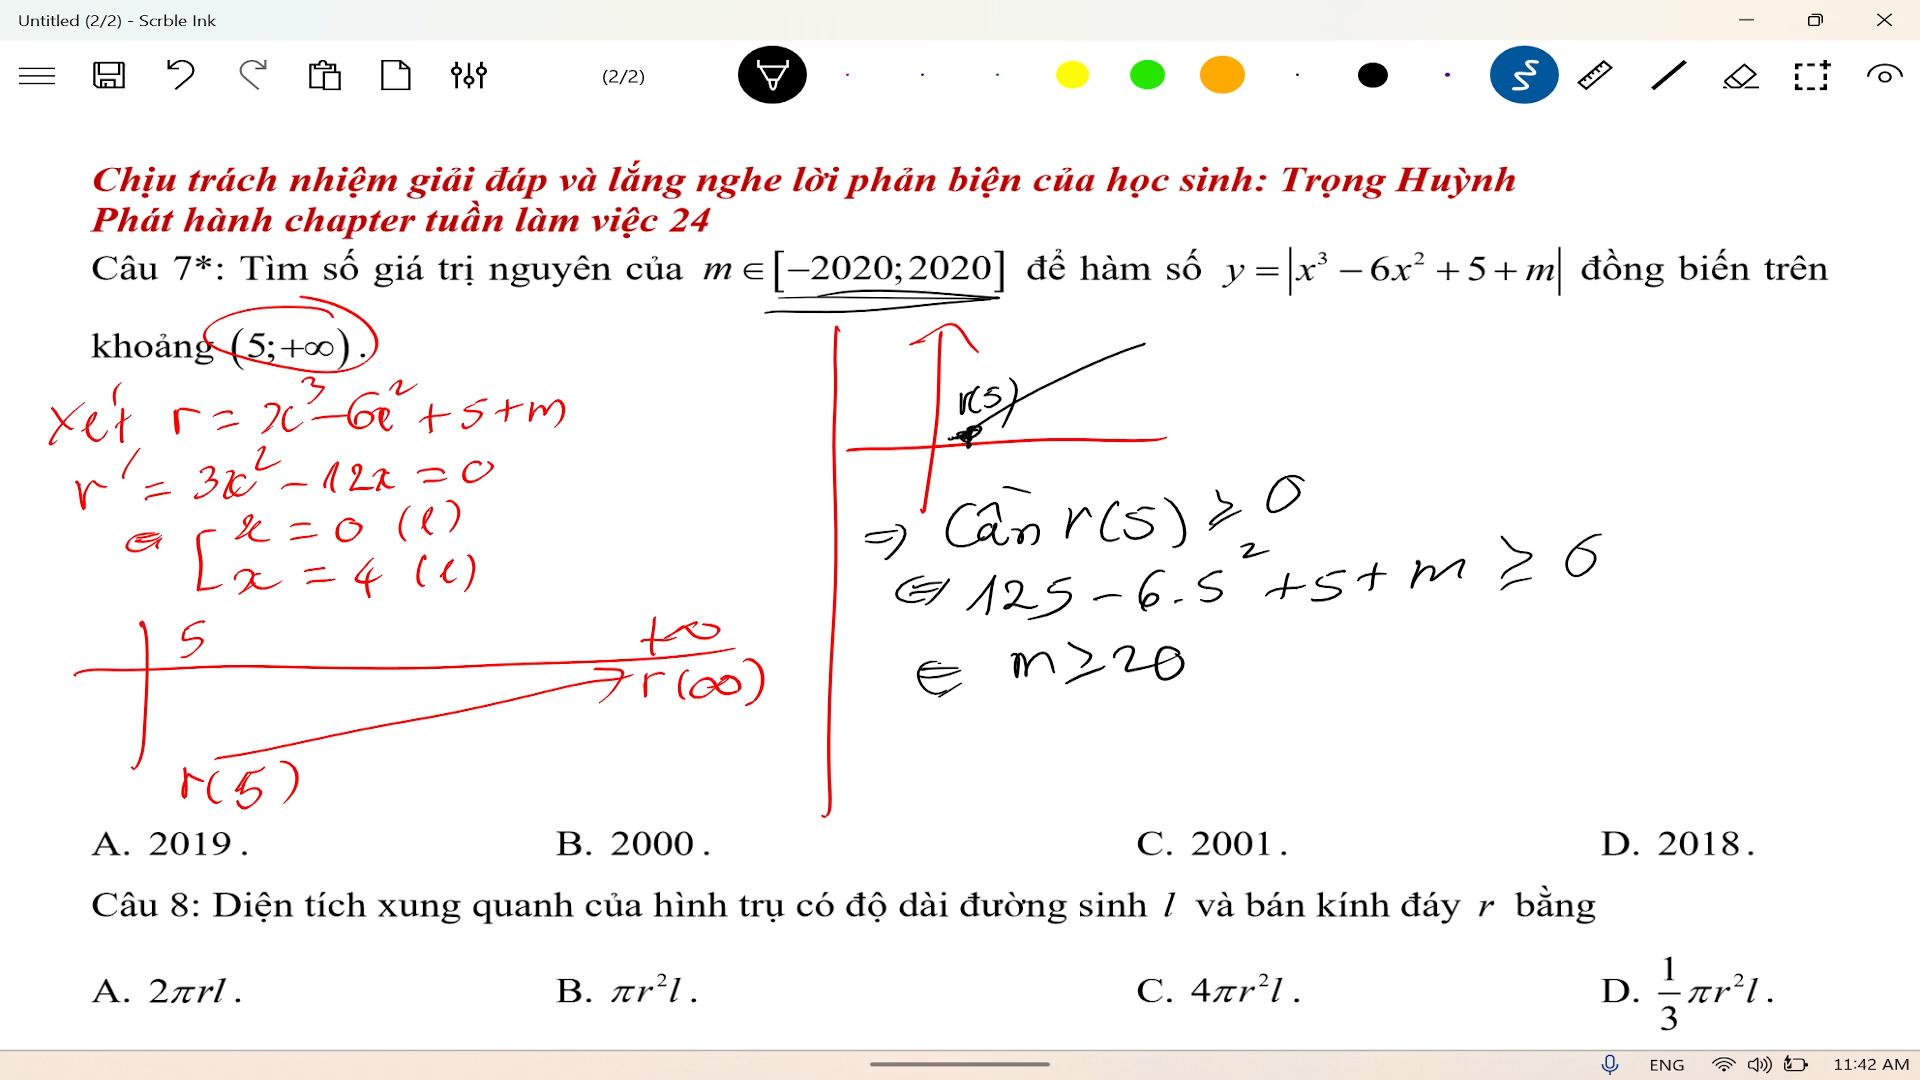 Untitled (2/2) - Scrble Ink
(2/2)
Chịu trách nhiệm giải đáp và lắng nghe lời phản biện của học sinh: Trọng Huỳnh
Phát hành chapter tuần làm việc 24
Câu 7*: Tìm số giá trị nguyên của m ∈ [−2020; 2020] để hàm số y = |x³ − 6x² + 5 + m| đồng biến trên
khoảng (5; +∞).
Xét r = x³ − 6x² + 5 + m
r' = 3x² − 12x = 0
⇔ [ x = 0 (l)
x = 4 (l)
5 +∞
r(∞)
r(5)
r(5)
⇒ Cần r(5) ≥ 0
⇔ 125 − 6.5² + 5 + m ≥ 0
⇔ m ≥ 20
A. 2019. B. 2000. C. 2001. D. 2018.
Câu 8: Diện tích xung quanh của hình trụ có độ dài đường sinh l và bán kính đáy r bằng
A. 2πrl. B. πr²l. C. 4πr²l. D. 1/3 πr²l.
ENG 11:42 AM